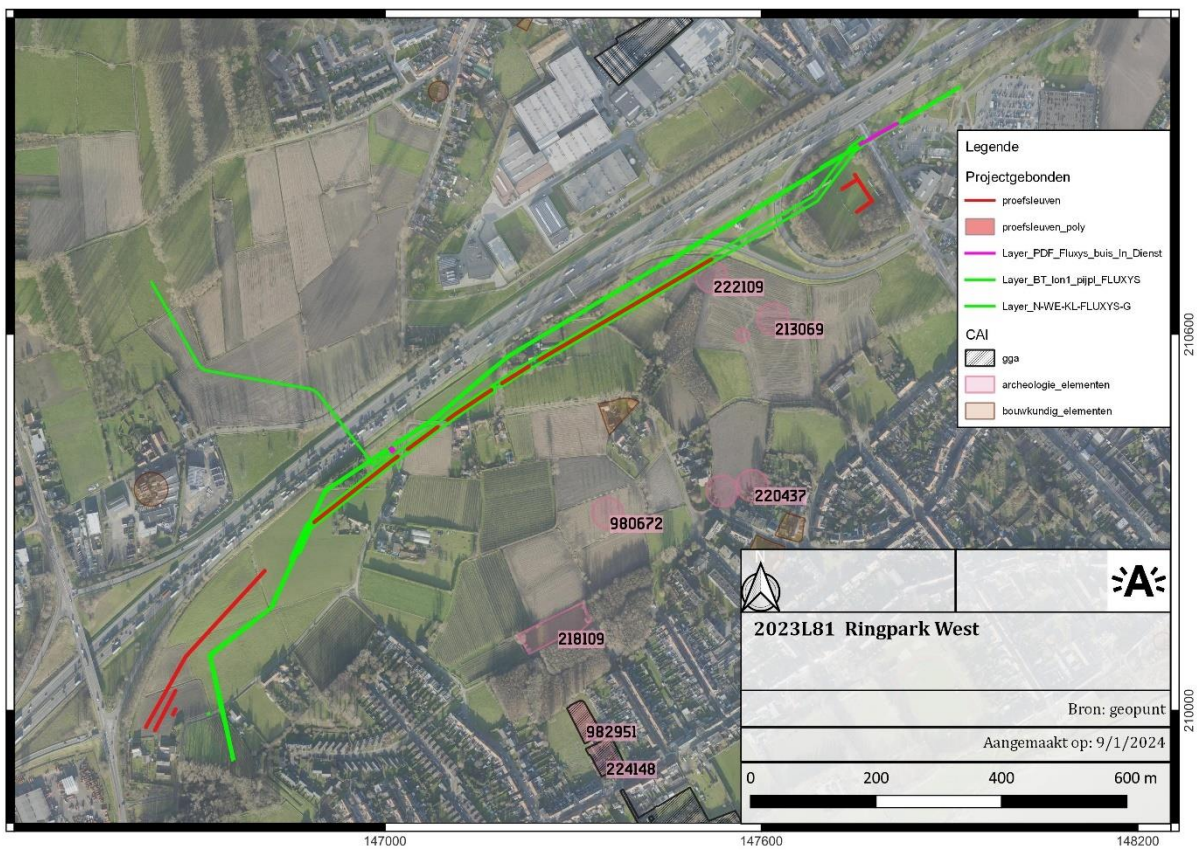 Legende
Projectgebonden
proefsleuven
proefsleuven_poly
Layer_PDF_Fluxys_buis_In_Dienst
Layer_BT_lon1_pijpl_FLUXYS
Layer_N-WE-KL-FLUXYS-G
CAI
gga
archeologie_elementen
bouwkundig_elementen
222109
213069
220437
980672
218109
982951
224148
210600
210000
N
A
2023L81 Ringpark West
Bron: geopunt
Aangemaakt op: 9/1/2024
0 200 400 600 m
147000 147600 148200